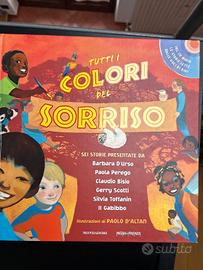 TUTTI I
COLORI
DEL
SORRISO
SEI STORIE PRESENTATE DA
Barbara D'Urso
Paola Perego
Claudio Bisio
Gerry Scotti
Silvia Toffanin
Il Gabibbo
Illustrazioni di PAOLO D'ALTAN
MONDADORI
subito